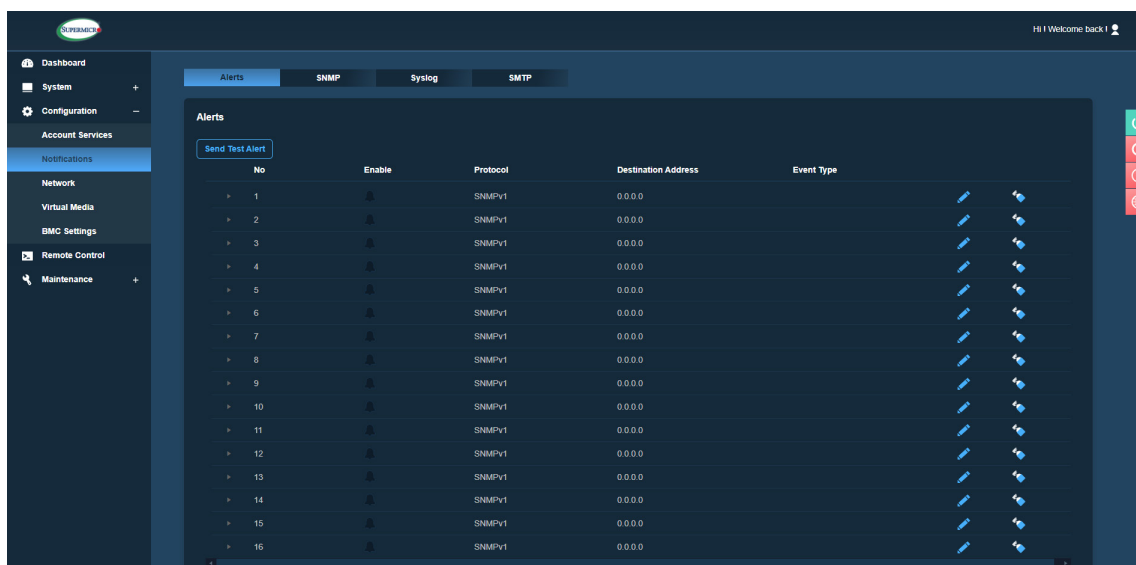 SUPERMICR
Hi ! Welcome back !
Dashboard
System +
Configuration −
Account Services
Notifications
Network
Virtual Media
BMC Settings
Remote Control
Maintenance +
Alerts SNMP Syslog SMTP
Alerts
Send Test Alert
No Enable Protocol Destination Address Event Type
1 SNMPv1 0.0.0.0
2 SNMPv1 0.0.0.0
3 SNMPv1 0.0.0.0
4 SNMPv1 0.0.0.0
5 SNMPv1 0.0.0.0
6 SNMPv1 0.0.0.0
7 SNMPv1 0.0.0.0
8 SNMPv1 0.0.0.0
9 SNMPv1 0.0.0.0
10 SNMPv1 0.0.0.0
11 SNMPv1 0.0.0.0
12 SNMPv1 0.0.0.0
13 SNMPv1 0.0.0.0
14 SNMPv1 0.0.0.0
15 SNMPv1 0.0.0.0
16 SNMPv1 0.0.0.0